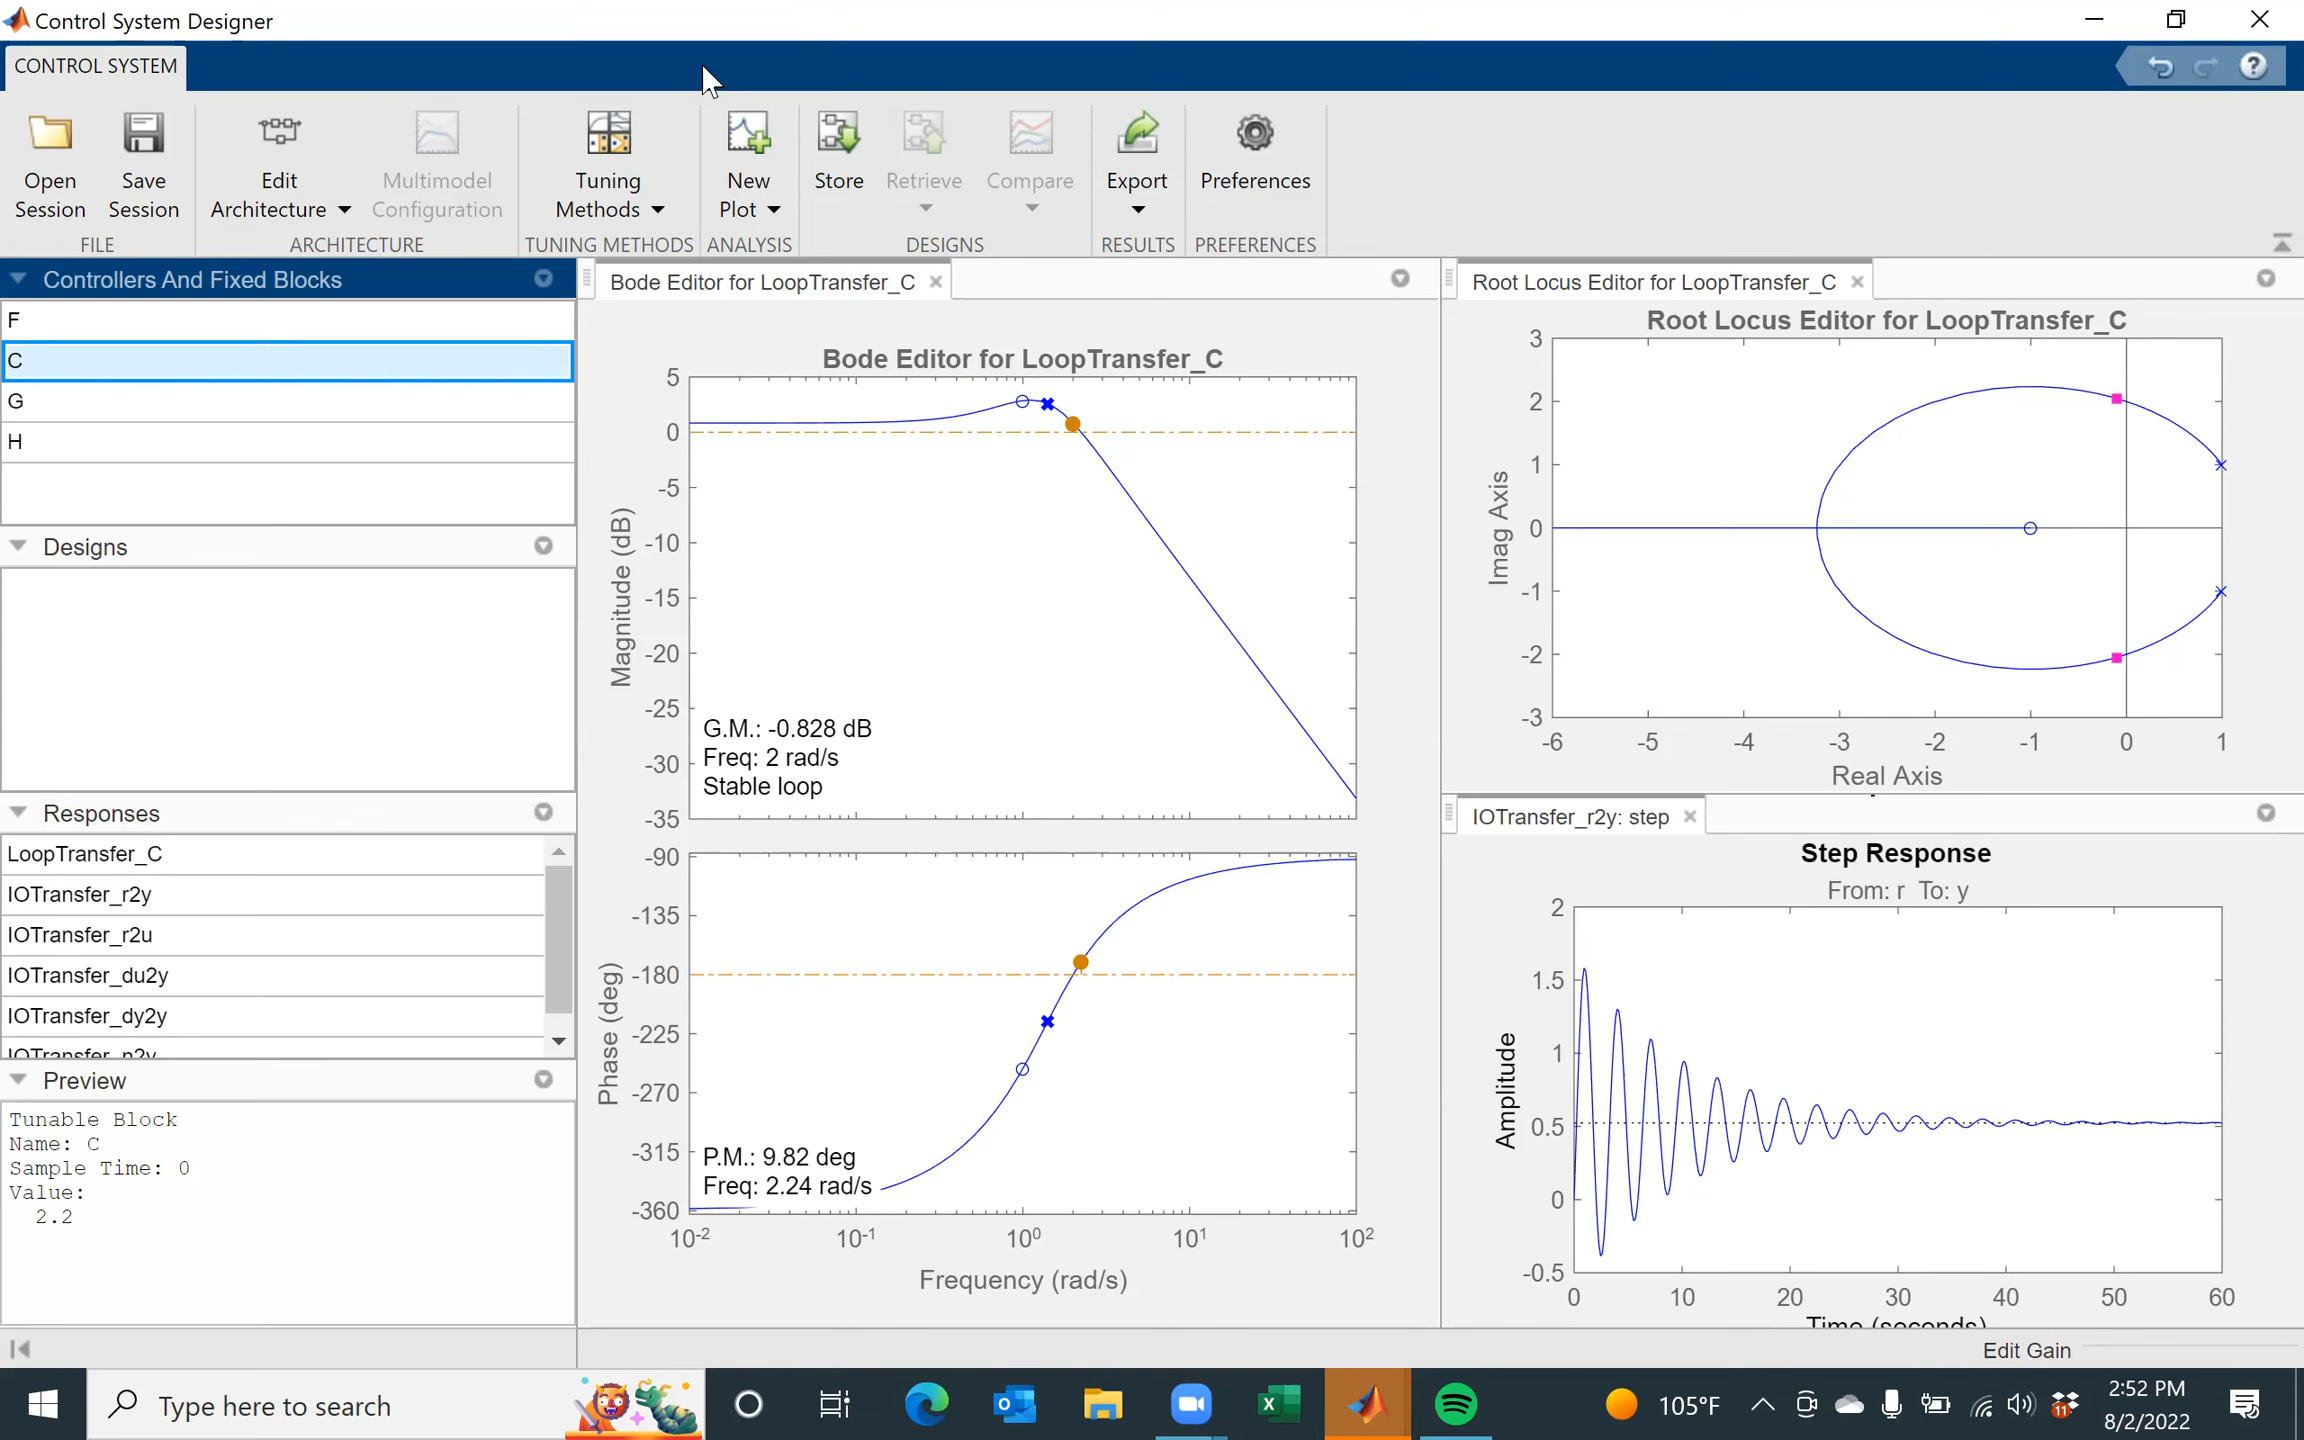 Control System Designer
CONTROL SYSTEM
Open Session
Save Session
Edit Architecture
Multimodel Configuration
Tuning Methods
New Plot
Store
Retrieve
Compare
Export
Preferences
FILE
ARCHITECTURE
TUNING METHODS
ANALYSIS
DESIGNS
RESULTS
PREFERENCES
Controllers And Fixed Blocks
F
C
G
H
Designs
Responses
LoopTransfer_C
IOTransfer_r2y
IOTransfer_r2u
IOTransfer_du2y
IOTransfer_dy2y
IOTransfer_n2y
Preview
Tunable Block
Name: C
Sample Time: 0
Value:
2.2
Bode Editor for LoopTransfer_C
Bode Editor for LoopTransfer_C
5
0
-5
-10
-15
-20
-25
-30
-35
Magnitude (dB)
G.M.: -0.828 dB
Freq: 2 rad/s
Stable loop
-90
-135
-180
-225
-270
-315
-360
Phase (deg)
P.M.: 9.82 deg
Freq: 2.24 rad/s
10-2 10-1 100 101 102
Frequency (rad/s)
Root Locus Editor for LoopTransfer_C
Root Locus Editor for LoopTransfer_C
3
2
1
0
-1
-2
-3
Imag Axis
-6 -5 -4 -3 -2 -1 0 1
Real Axis
IOTransfer_r2y: step
Step Response
From: r To: y
2
1.5
1
0.5
0
-0.5
Amplitude
0 10 20 30 40 50 60
Time (seconds)
Edit Gain
Type here to search
105°F
11
2:52 PM
8/2/2022